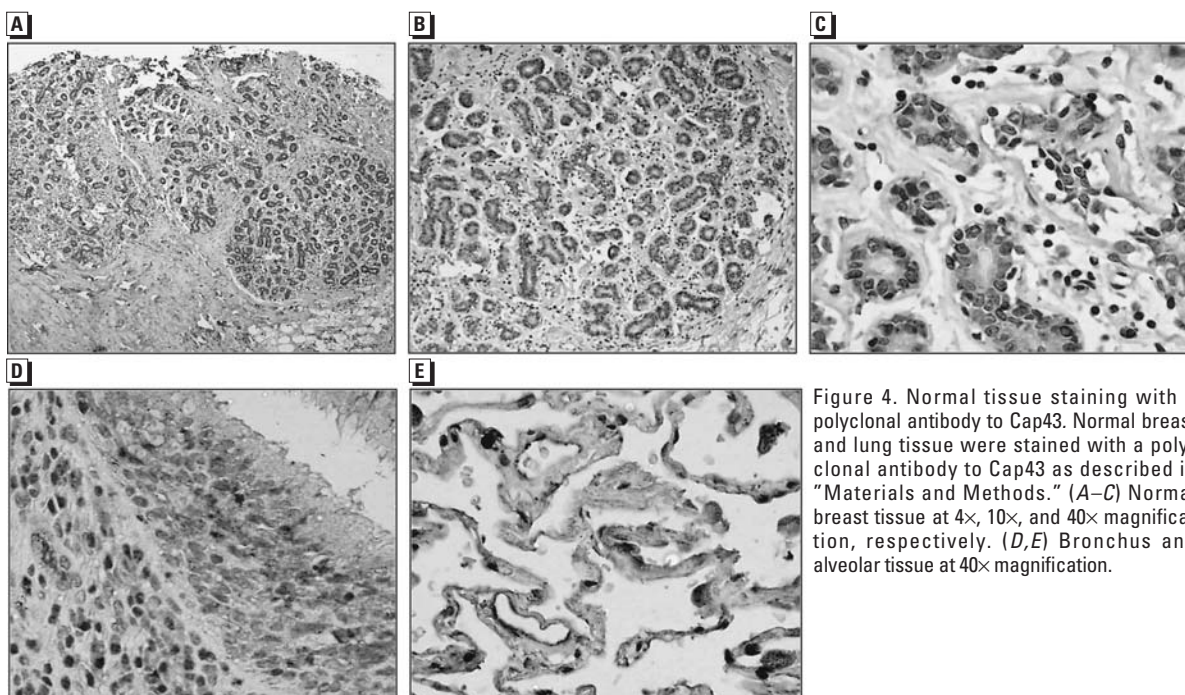 A
B
C
D
E
Figure 4. Normal tissue staining with
polyclonal antibody to Cap43. Normal breas
and lung tissue were stained with a poly
clonal antibody to Cap43 as described i
"Materials and Methods." (A–C) Norma
breast tissue at 4×, 10×, and 40× magnifica
tion, respectively. (D,E) Bronchus an
alveolar tissue at 40× magnification.